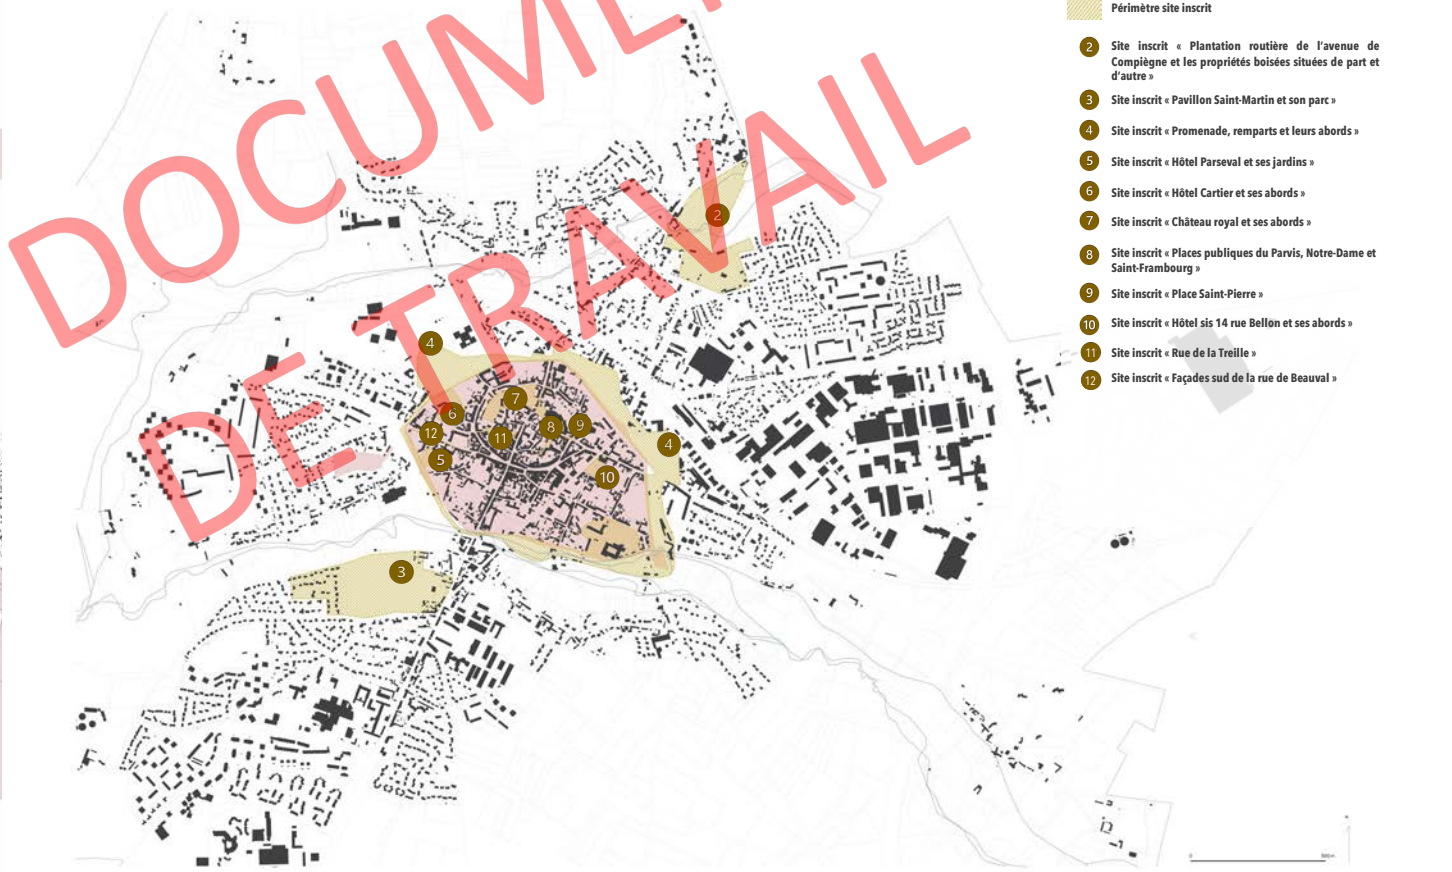 DOCUME
DE TRAVAIL
Périmètre site inscrit
2 Site inscrit « Plantation routière de l'avenue de
Compiègne et les propriétés boisées situées de part et
d'autre »
3 Site inscrit « Pavillon Saint-Martin et son parc »
4 Site inscrit « Promenade, remparts et leurs abords »
5 Site inscrit « Hôtel Parseval et ses jardins »
6 Site inscrit « Hôtel Cartier et ses abords »
7 Site inscrit « Château royal et ses abords »
8 Site inscrit « Places publiques du Parvis, Notre-Dame et
Saint-Frambourg »
9 Site inscrit « Place Saint-Pierre »
10 Site inscrit « Hôtel sis 14 rue Bellon et ses abords »
11 Site inscrit « Rue de la Treille »
12 Site inscrit « Façades sud de la rue de Beauval »
2
4
6
7
12
11
8
9
4
5
10
3